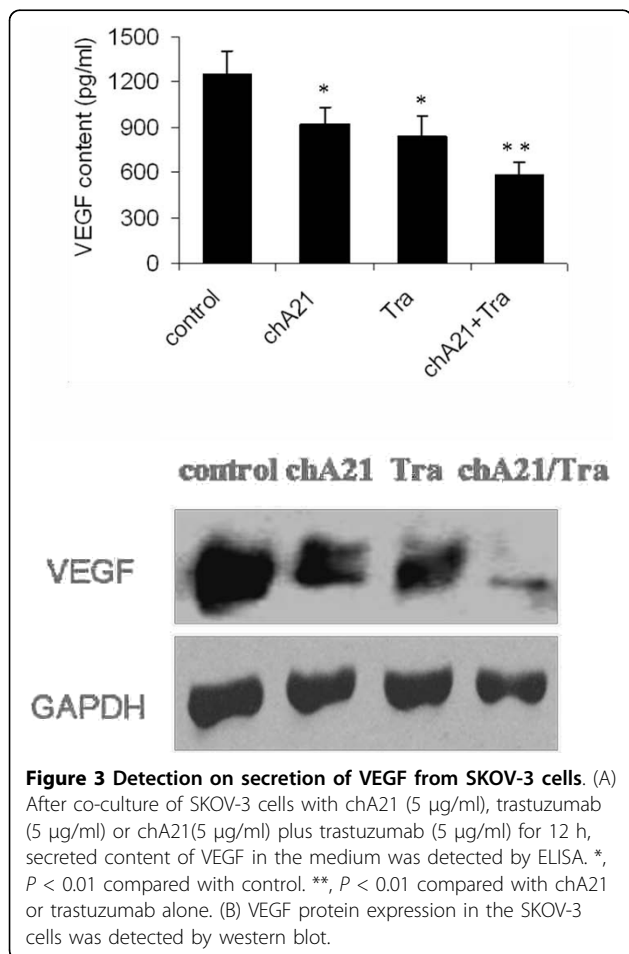 1500
1200
900
600
300
0
VEGF content (pg/ml)
*
*
**
control
chA21
Tra
chA21+Tra
control chA21 Tra chA21/Tra
VEGF
GAPDH
Figure 3 Detection on secretion of VEGF from SKOV-3 cells. (A)
After co-culture of SKOV-3 cells with chA21 (5 μg/ml), trastuzumab
(5 μg/ml) or chA21(5 μg/ml) plus trastuzumab (5 μg/ml) for 12 h,
secreted content of VEGF in the medium was detected by ELISA. *,
P < 0.01 compared with control. **, P < 0.01 compared with chA21
or trastuzumab alone. (B) VEGF protein expression in the SKOV-3
cells was detected by western blot.